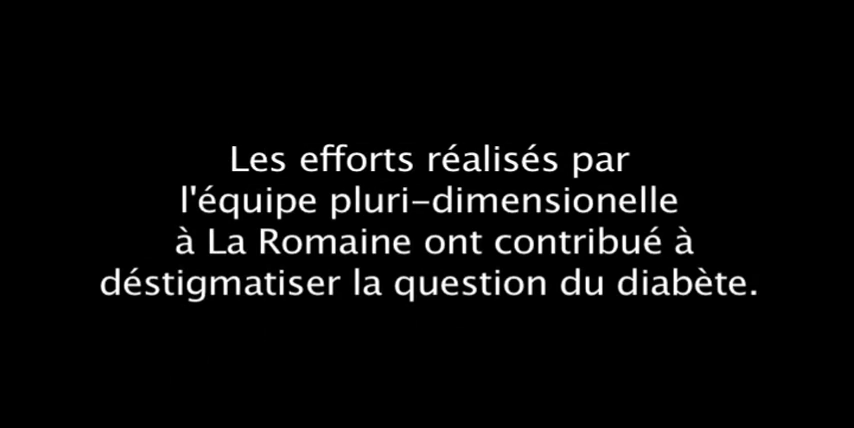 Les efforts réalisés par
l'équipe pluri-dimensionelle
à La Romaine ont contribué à
déstigmatiser la question du diabète.